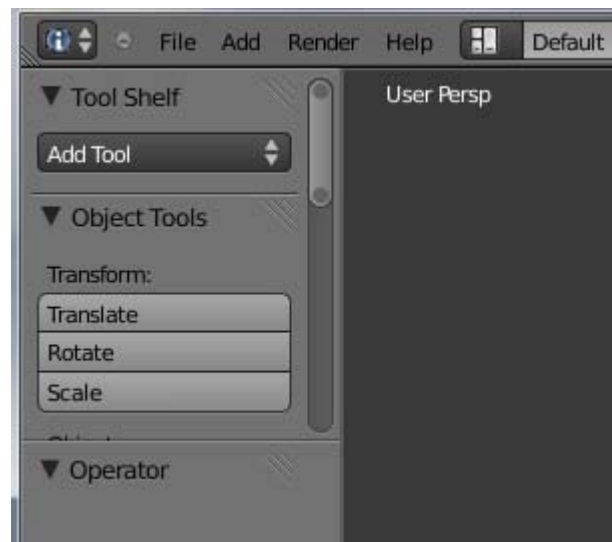 File Add Render Help Default
Tool Shelf
User Persp
Add Tool
Object Tools
Transform:
Translate
Rotate
Scale
Operator